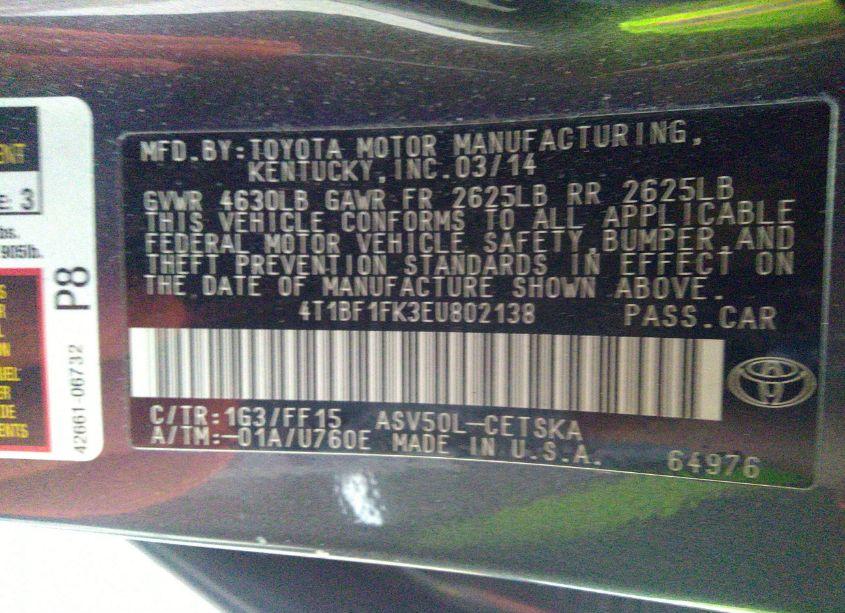 MFD.BY:TOYOTA MOTOR MANUFACTURING,
KENTUCKY,INC.03/14
GVWR 4630LB GAWR FR 2625LB RR 2625LB
THIS VEHICLE CONFORMS TO ALL APPLICABLE
FEDERAL MOTOR VEHICLE SAFETY,BUMPER,AND
THEFT PREVENTION STANDARDS IN EFFECT ON
THE DATE OF MANUFACTURE SHOWN ABOVE.
4T1BF1FK3EU802138 PASS.CAR
C/TR:1G3/FF15 ASV50L-CETSKA
A/TM:-01A/U760E MADE IN U.S.A. 64976
3
905lb.
P8
42661-06732